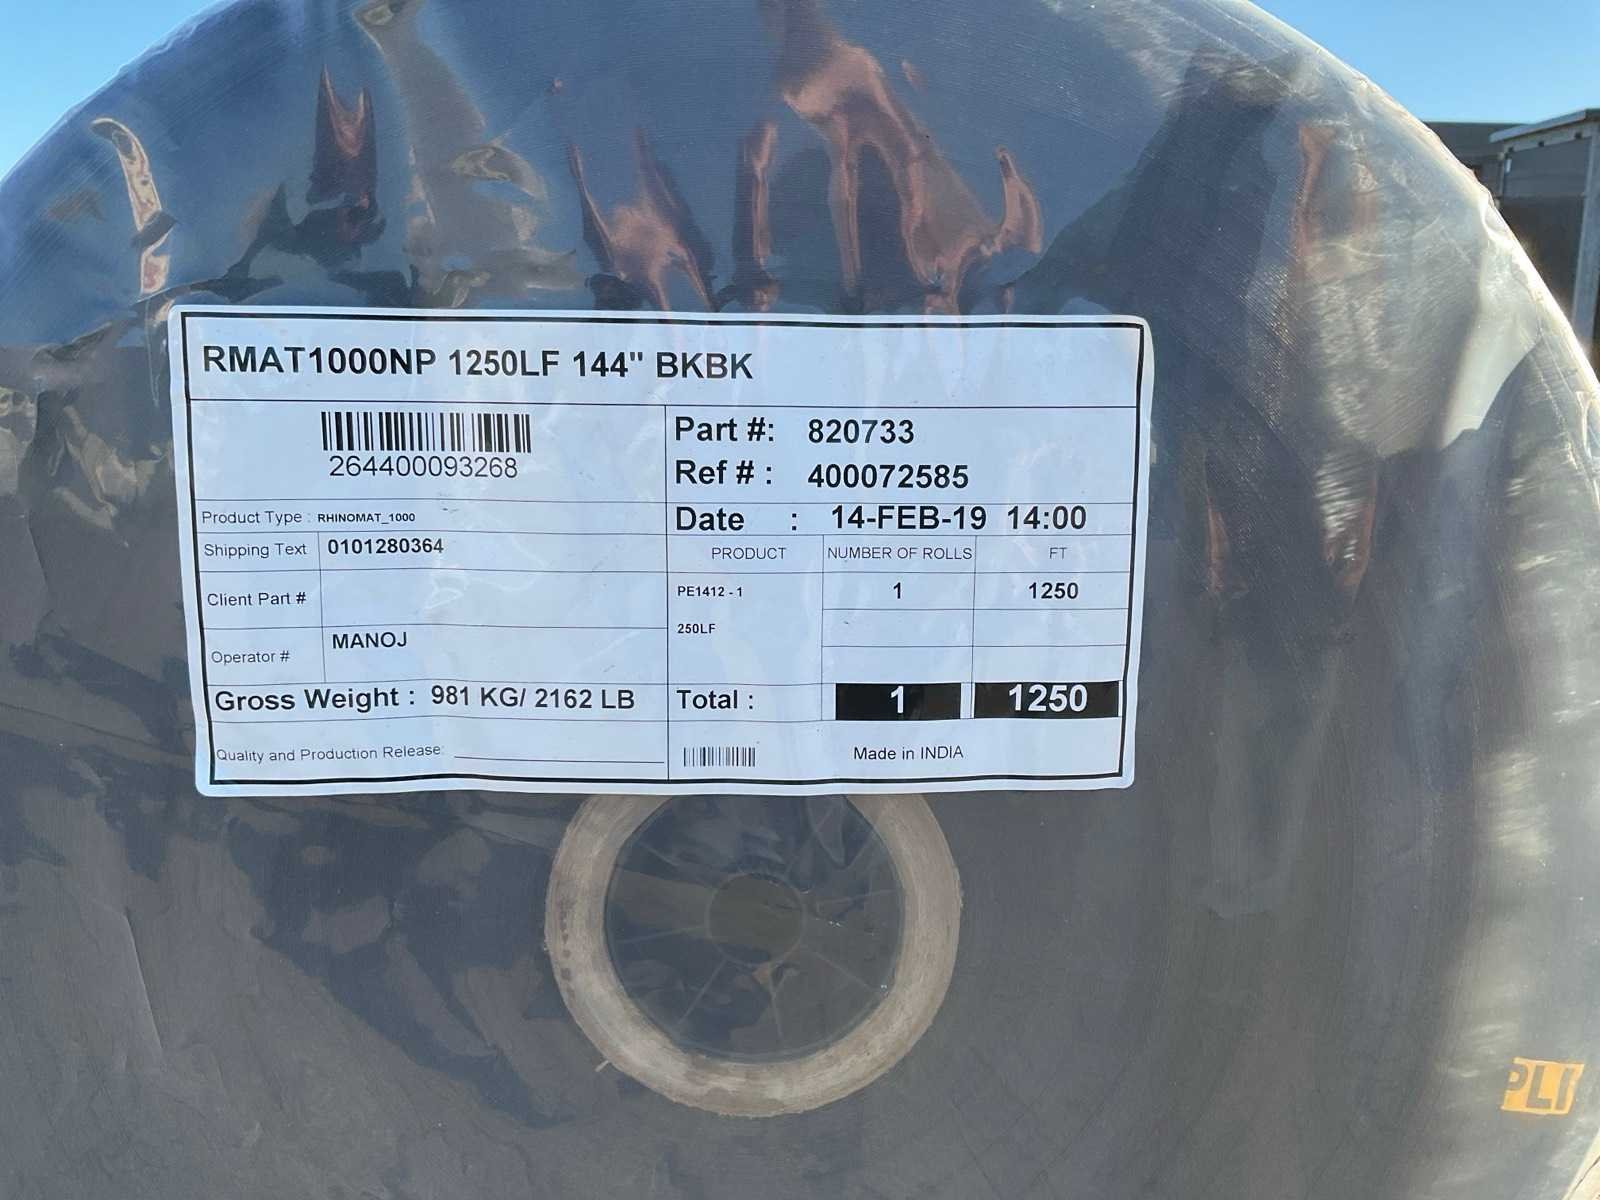 RMAT1000NP 1250LF 144" BKBK
264400093268
Part #: 820733
Ref # : 400072585
Product Type : RHINOMAT_1000
Date : 14-FEB-19 14:00
Shipping Text 0101280364
PRODUCT NUMBER OF ROLLS FT
Client Part #
PE1412 - 1 1 1250
250LF
Operator # MANOJ
Gross Weight : 981 KG/ 2162 LB
Total : 1 1250
Quality and Production Release:
Made in INDIA
PLI